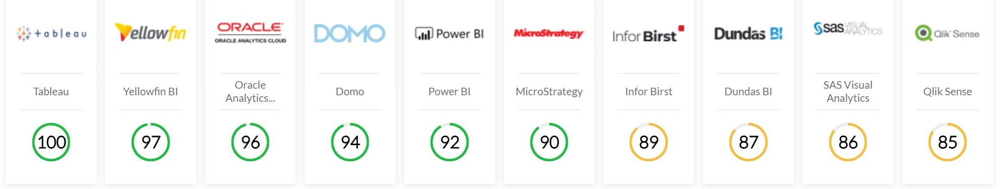 tableau
Yellowfin
ORACLE
ORACLE ANALYTICS CLOUD
DOMO
Power BI
MicroStrategy
Infor Birst
Dundas BI
sas VISUAL
ANALYTICS
Qlik Sense
Tableau
Yellowfin BI
Oracle
Analytics...
Domo
Power BI
MicroStrategy
Infor Birst
Dundas BI
SAS Visual
Analytics
Qlik Sense
100
97
96
94
92
90
89
87
86
85